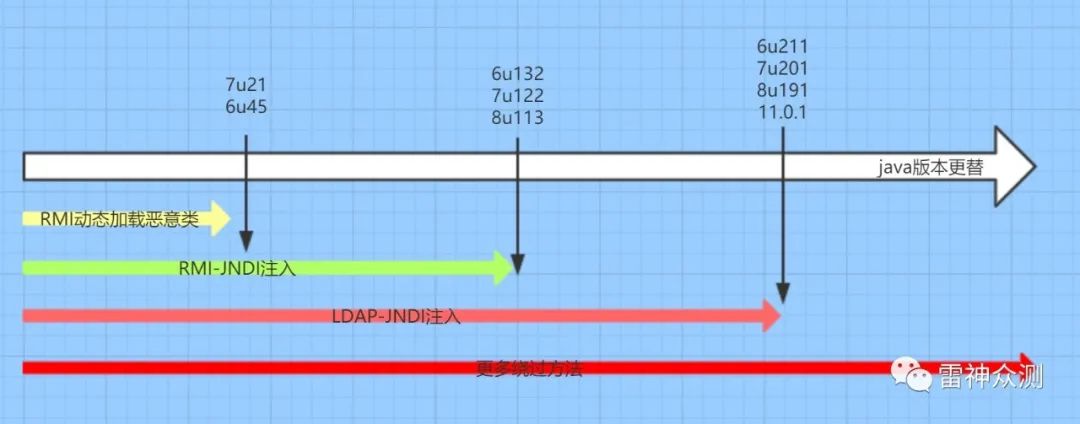 7u21
6u45
6u132
7u122
8u113
6u211
7u201
8u191
11.0.1
java版本更替
RMI动态加载恶意类
RMI-JNDI注入
LDAP-JNDI注入
更多绕过方法
雷神众测